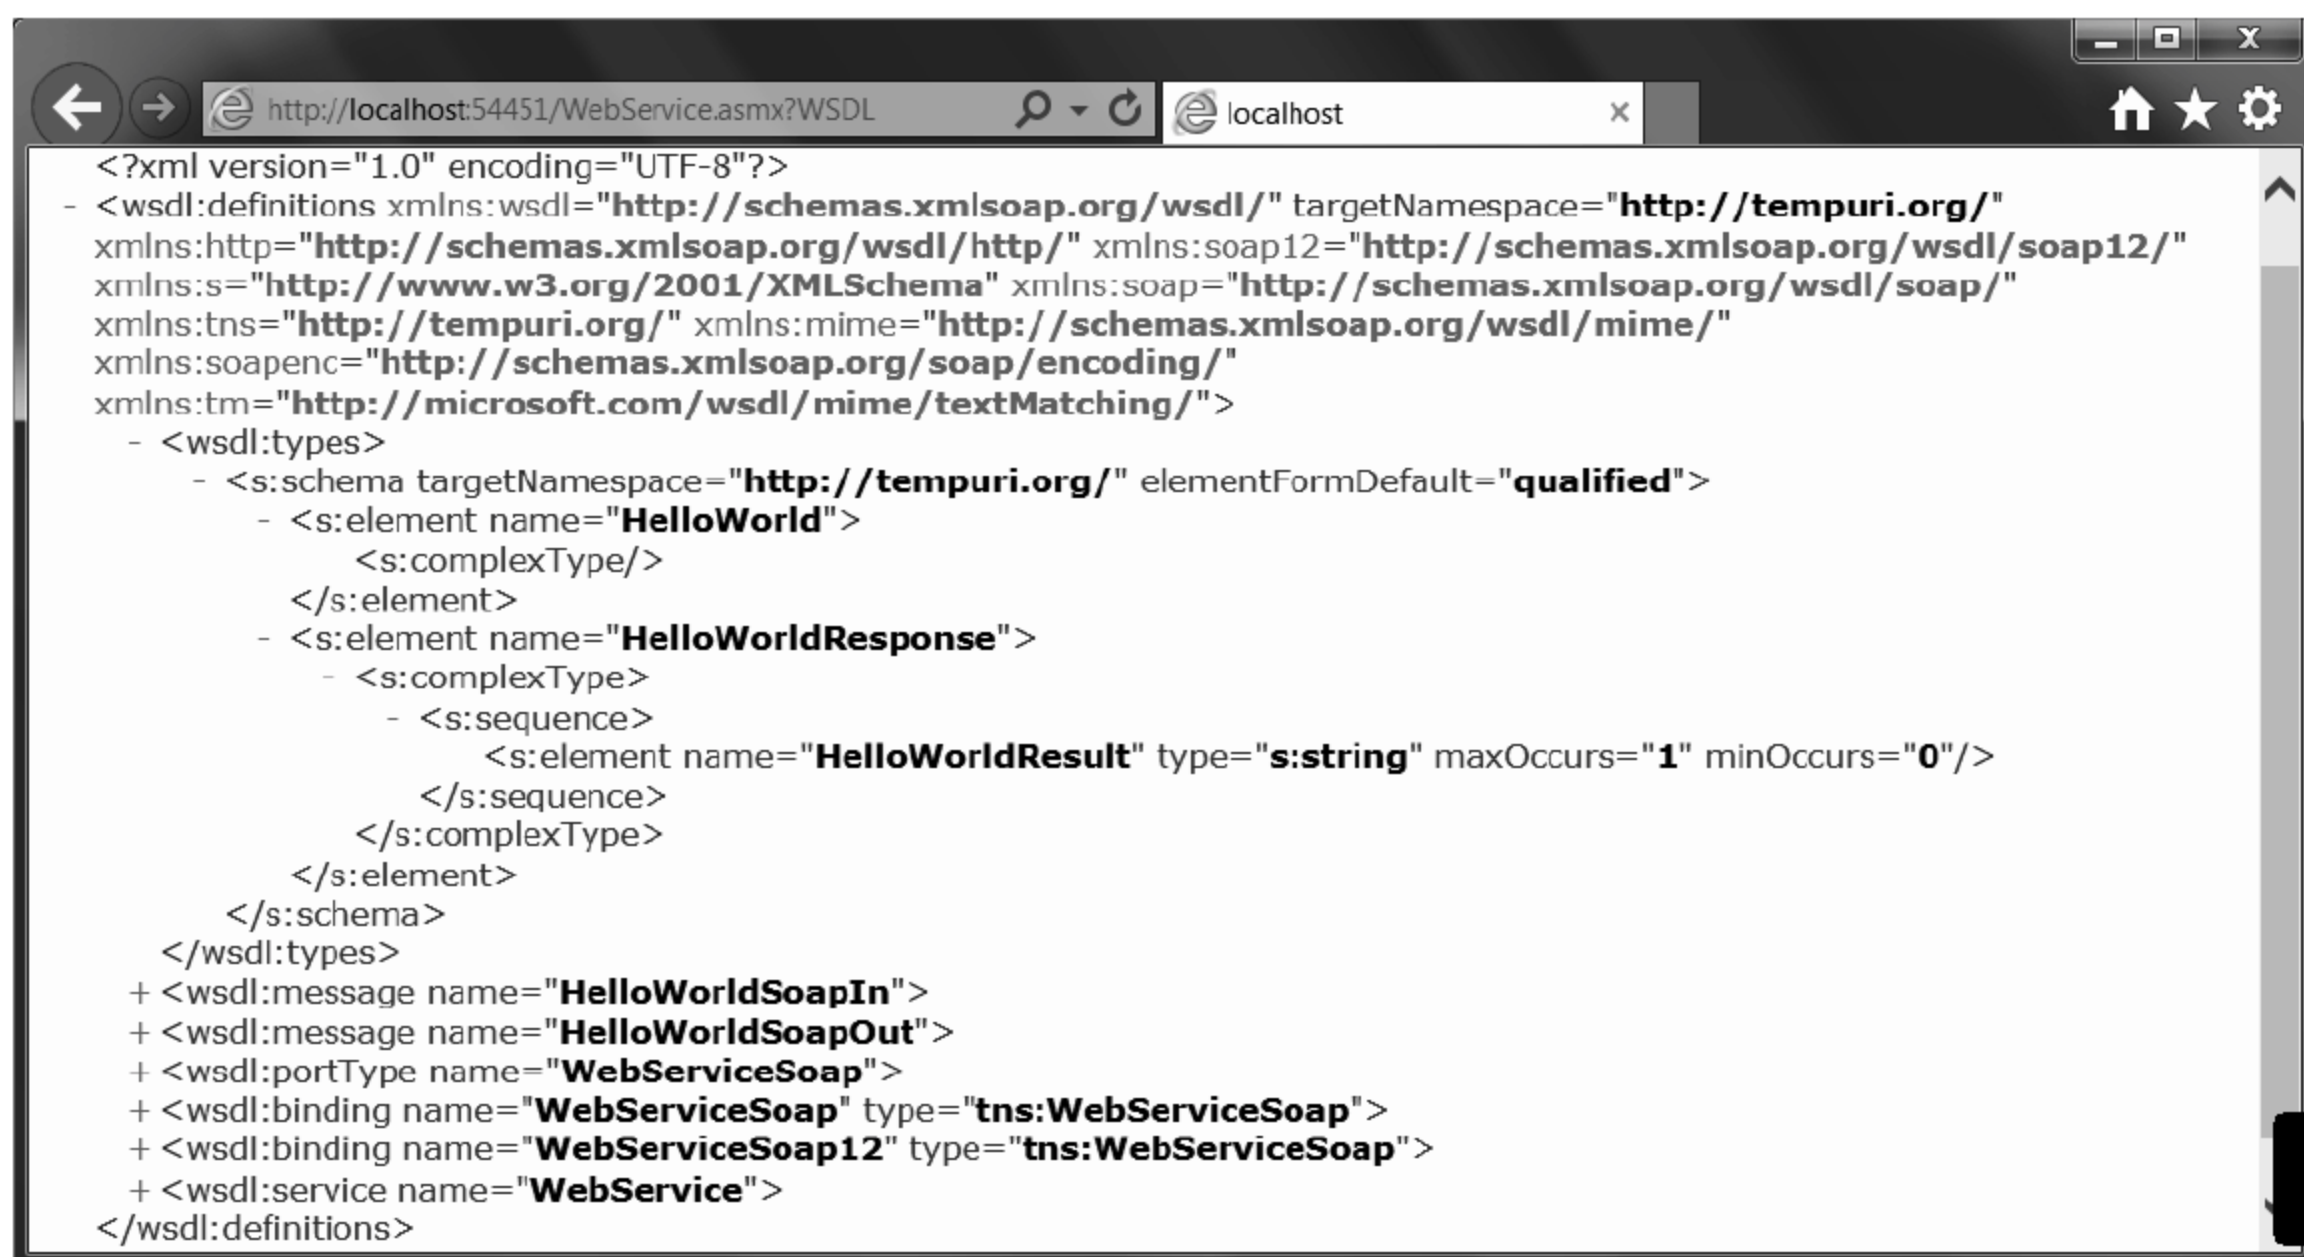 http://localhost:54451/WebService.asmx?WSDL
localhost
<?xml version="1.0" encoding="UTF-8"?>
- <wsdl:definitions xmlns:wsdl="http://schemas.xmlsoap.org/wsdl/" targetNamespace="http://tempuri.org/"
xmlns:http="http://schemas.xmlsoap.org/wsdl/http/" xmlns:soap12="http://schemas.xmlsoap.org/wsdl/soap12/"
xmlns:s="http://www.w3.org/2001/XMLSchema" xmlns:soap="http://schemas.xmlsoap.org/wsdl/soap/"
xmlns:tns="http://tempuri.org/" xmlns:mime="http://schemas.xmlsoap.org/wsdl/mime/"
xmlns:soapenc="http://schemas.xmlsoap.org/soap/encoding/"
xmlns:tm="http://microsoft.com/wsdl/mime/textMatching/">
- <wsdl:types>
- <s:schema targetNamespace="http://tempuri.org/" elementFormDefault="qualified">
- <s:element name="HelloWorld">
<s:complexType/>
</s:element>
- <s:element name="HelloWorldResponse">
- <s:complexType>
- <s:sequence>
<s:element name="HelloWorldResult" type="s:string" maxOccurs="1" minOccurs="0"/>
</s:sequence>
</s:complexType>
</s:element>
</s:schema>
</wsdl:types>
+ <wsdl:message name="HelloWorldSoapIn">
+ <wsdl:message name="HelloWorldSoapOut">
+ <wsdl:portType name="WebServiceSoap">
+ <wsdl:binding name="WebServiceSoap" type="tns:WebServiceSoap">
+ <wsdl:binding name="WebServiceSoap12" type="tns:WebServiceSoap">
+ <wsdl:service name="WebService">
</wsdl:definitions>